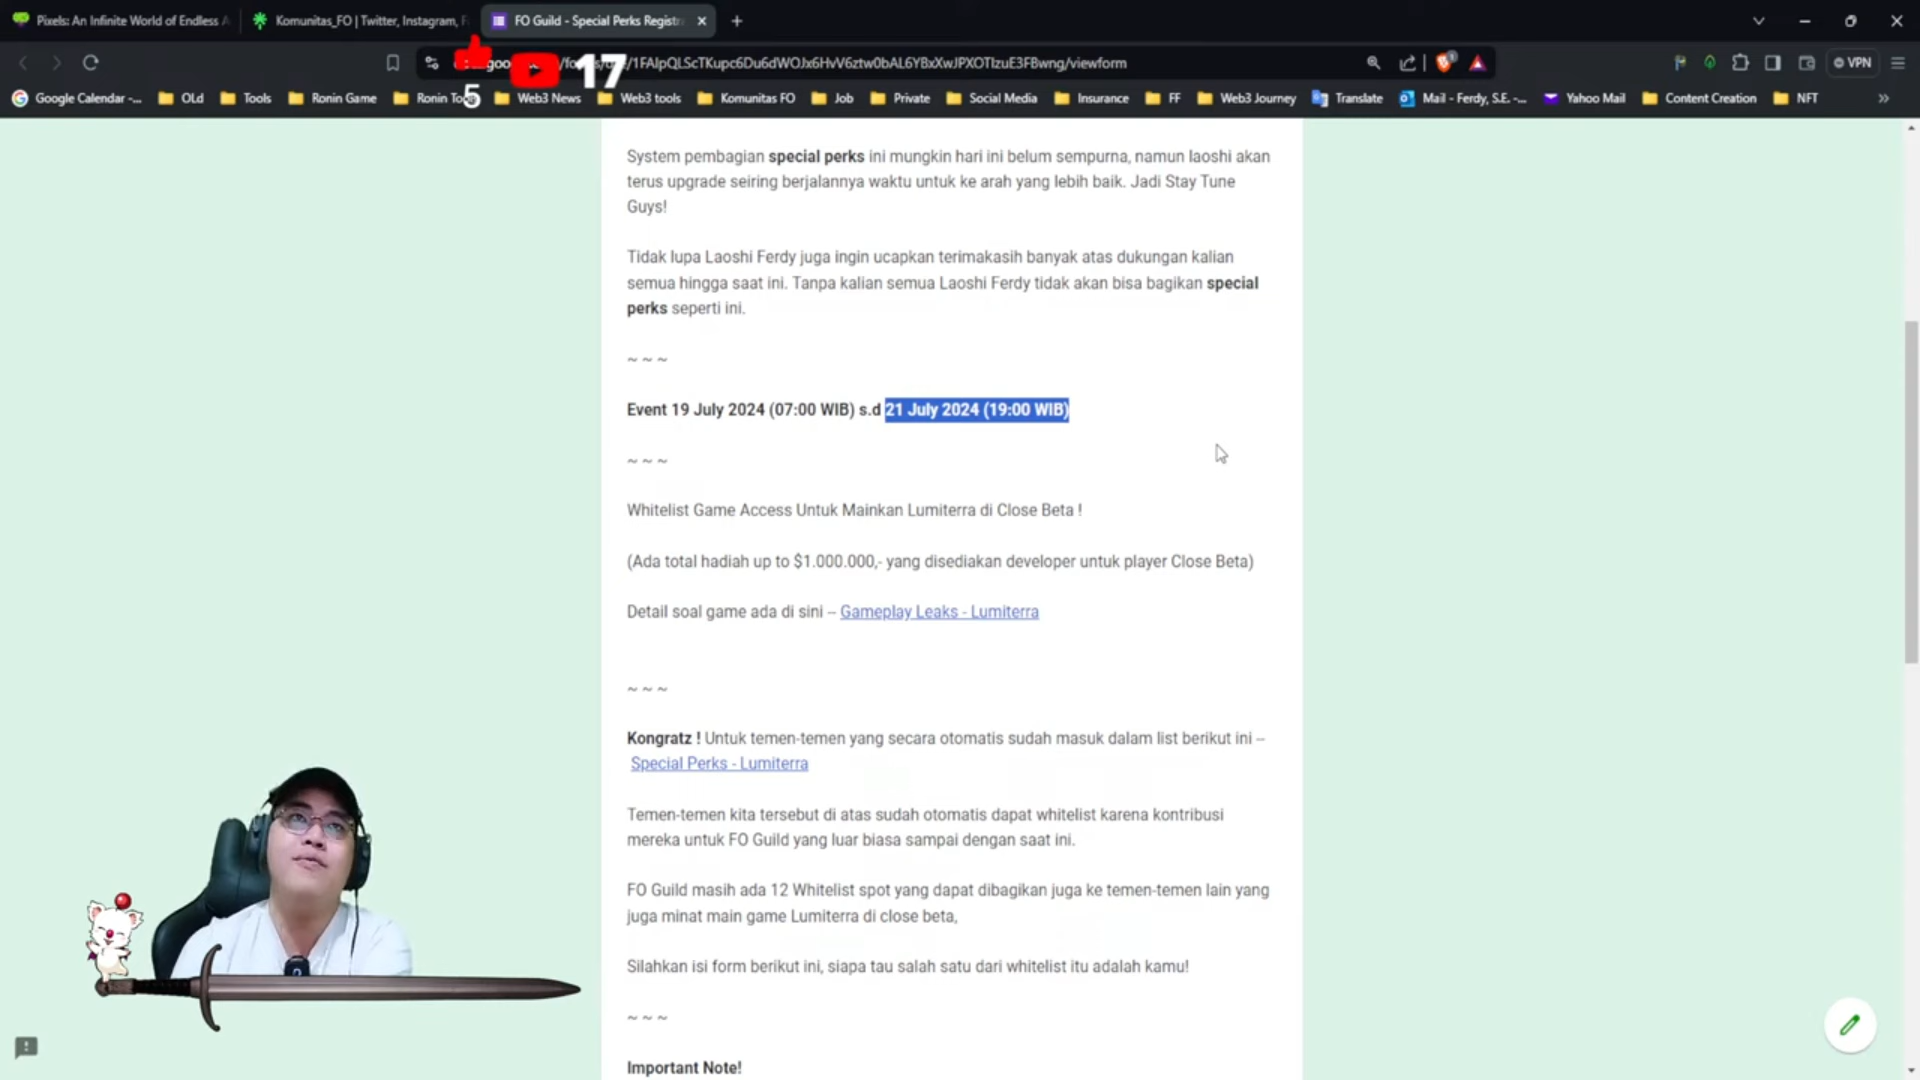 Pixels: An Infinite World of Endless A
Komunitas_FO | Twitter, Instagram, F
FO Guild - Special Perks Registr
/1FAIpQLScTKupc6Du6dWOJx6HvV6ztw0bAL6YBxXwJPXOTIzuE3FBwng/viewform
VPN
5
17
Google Calendar -...
OLd
Tools
Ronin Game
Web3 News
Web3 tools
Komunitas FO
Job
Private
Social Media
Insurance
FF
Web3 Journey
Translate
Mail - Ferdy, S.E. -...
Yahoo Mail
Content Creation
NFT
System pembagian special perks ini mungkin hari ini belum sempurna, namun laoshi akan
terus upgrade seiring berjalannya waktu untuk ke arah yang lebih baik. Jadi Stay Tune
Guys!
Tidak lupa Laoshi Ferdy juga ingin ucapkan terimakasih banyak atas dukungan kalian
semua hingga saat ini. Tanpa kalian semua Laoshi Ferdy tidak akan bisa bagikan special
perks seperti ini.
~ ~ ~
Event 19 July 2024 (07:00 WIB) s.d 21 July 2024 (19:00 WIB)
~ ~ ~
Whitelist Game Access Untuk Mainkan Lumiterra di Close Beta !
(Ada total hadiah up to $1.000.000,- yang disediakan developer untuk player Close Beta)
Detail soal game ada di sini -- Gameplay Leaks - Lumiterra
~ ~ ~
Kongratz ! Untuk temen-temen yang secara otomatis sudah masuk dalam list berikut ini --
Special Perks - Lumiterra
Temen-temen kita tersebut di atas sudah otomatis dapat whitelist karena kontribusi
mereka untuk FO Guild yang luar biasa sampai dengan saat ini.
FO Guild masih ada 12 Whitelist spot yang dapat dibagikan juga ke temen-temen lain yang
juga minat main game Lumiterra di close beta,
Silahkan isi form berikut ini, siapa tau salah satu dari whitelist itu adalah kamu!
~ ~ ~
Important Note!